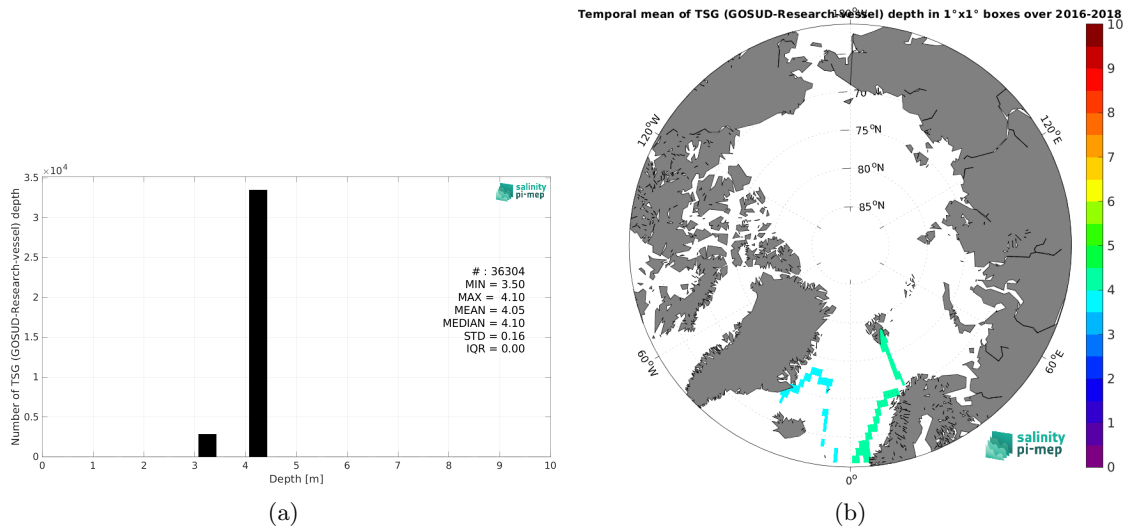 Temporal mean of TSG (GOSUD-Research-vessel) depth in 1°x1° boxes over 2016-2018
×10⁴
3.5
3
2.5
2
1.5
1
0.5
0
Number of TSG (GOSUD-Research-vessel) depth
salinity
pi-mep
# : 36304
MIN = 3.50
MAX = 4.10
MEAN = 4.05
MEDIAN = 4.10
STD = 0.16
IQR = 0.00
0 1 2 3 4 5 6 7 8 9 10
Depth [m]
(a)
180°W
120°W
120°E
70
75°N
80°N
85°N
60°W
60°E
0°
10
9
8
7
6
5
4
3
2
1
0
salinity
pi-mep
(b)